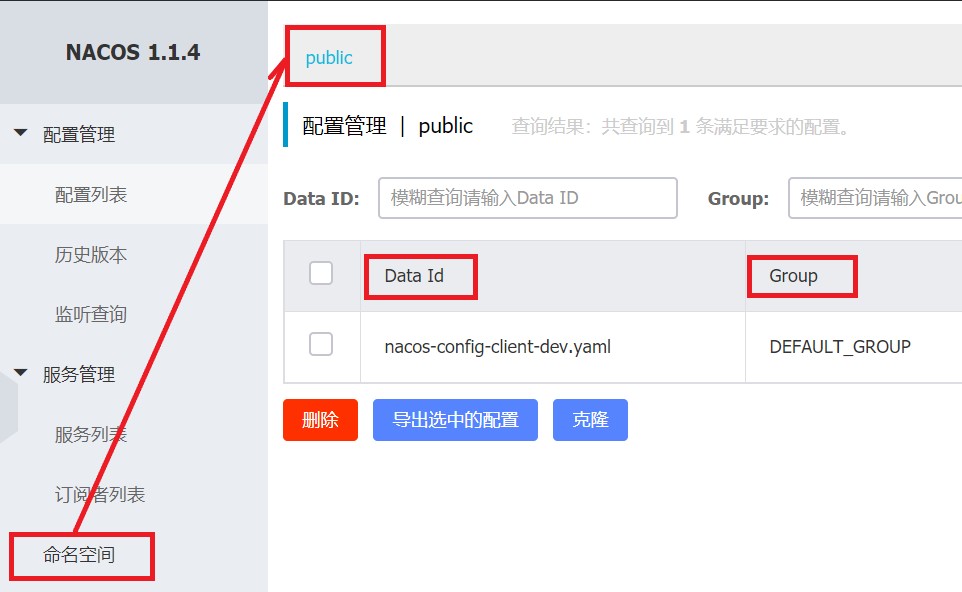 NACOS 1.1.4
配置管理
配置列表
历史版本
监听查询
服务管理
服务列表
订阅者列表
命名空间
public
配置管理 | public 查询结果：共查询到 1 条满足要求的配置。
Data ID: 模糊查询请输入Data ID Group: 模糊查询请输入Grou
Data Id Group
nacos-config-client-dev.yaml DEFAULT_GROUP
删除 导出选中的配置 克隆